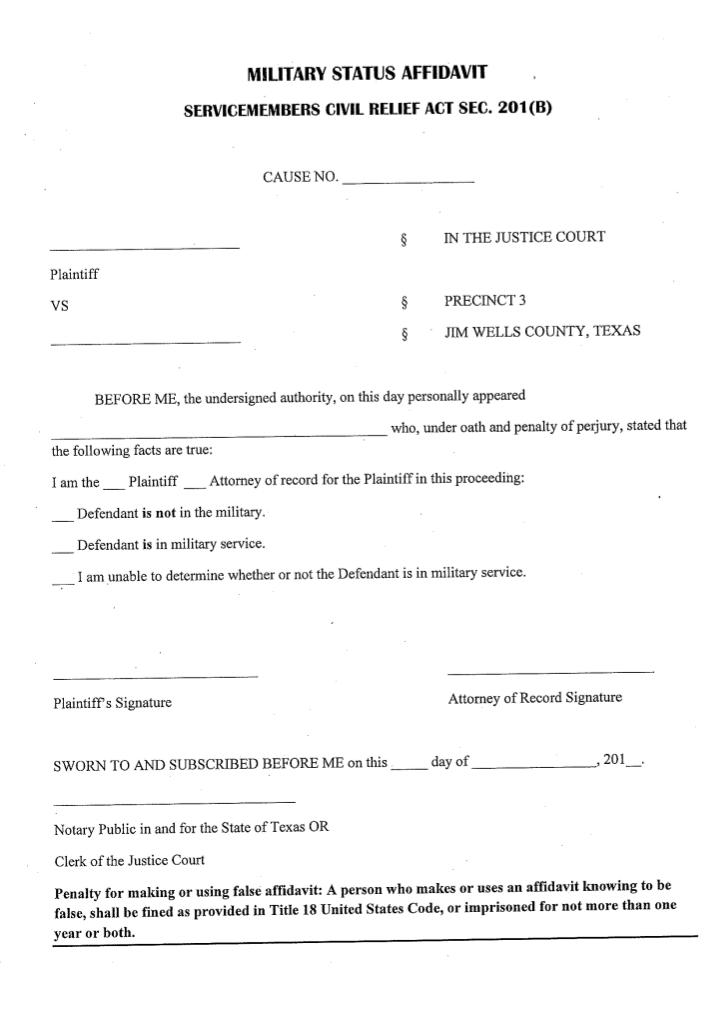 MILITARY STATUS AFFIDAVIT
SERVICEMEMBERS CIVIL RELIEF ACT SEC. 201(B)
CAUSE NO. _______________
§ IN THE JUSTICE COURT
Plaintiff
VS § PRECINCT 3
§ JIM WELLS COUNTY, TEXAS
BEFORE ME, the undersigned authority, on this day personally appeared
_______________ who, under oath and penalty of perjury, stated that
the following facts are true:
I am the ___ Plaintiff ___ Attorney of record for the Plaintiff in this proceeding:
___ Defendant is not in the military.
___ Defendant is in military service.
___ I am unable to determine whether or not the Defendant is in military service.
Plaintiff's Signature Attorney of Record Signature
SWORN TO AND SUBSCRIBED BEFORE ME on this _____ day of _______________, 201__.
Notary Public in and for the State of Texas OR
Clerk of the Justice Court
Penalty for making or using false affidavit: A person who makes or uses an affidavit knowing to be
false, shall be fined as provided in Title 18 United States Code, or imprisoned for not more than one
year or both.